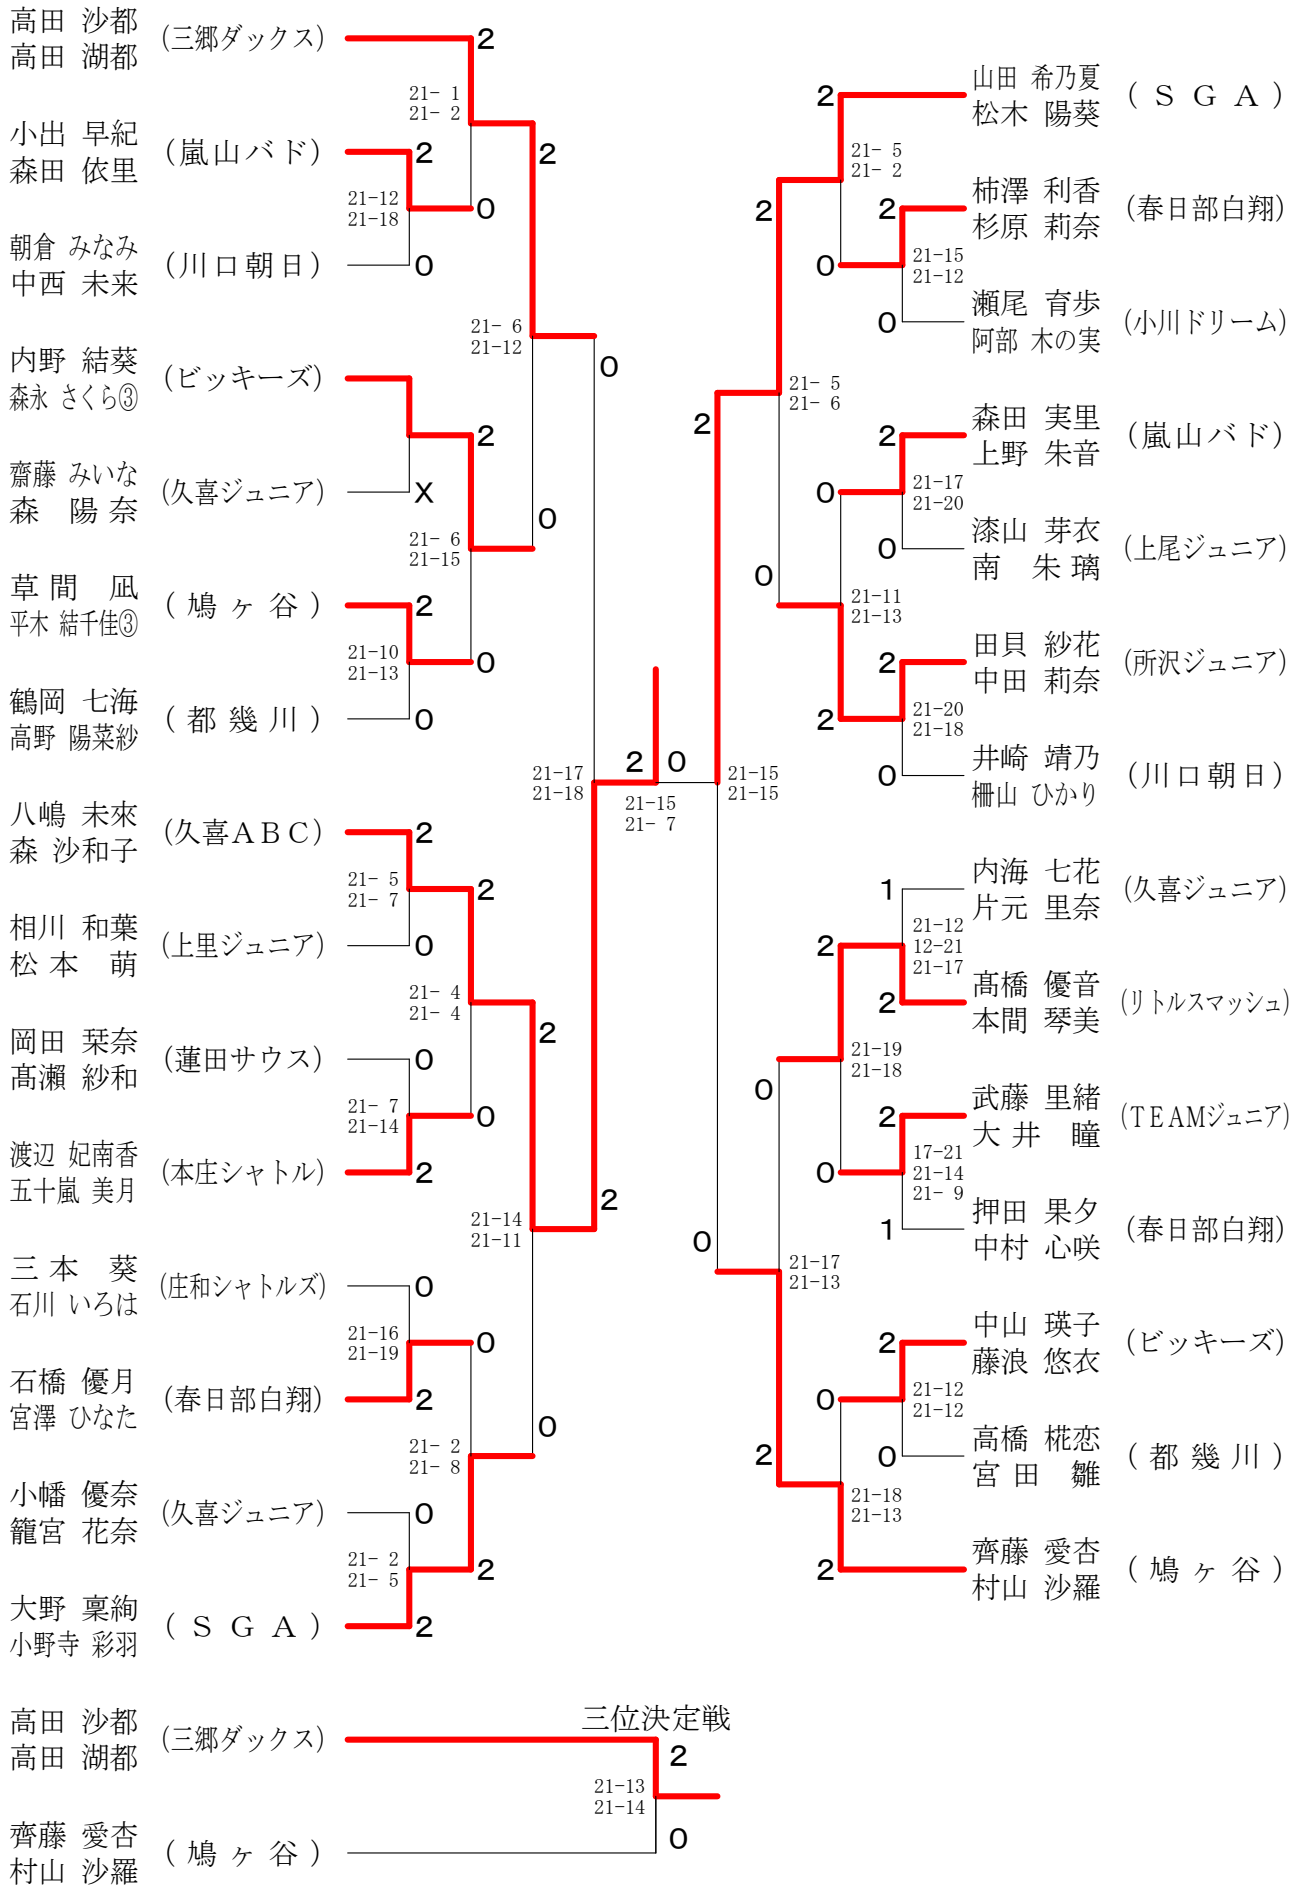 高田 沙都
高田 湖都
(三郷ダックス)
2
21- 1
21- 2
小出 早紀
森田 依里
(嵐山バド)
2
2
21-12
21-18
0
朝倉 みなみ
中西 未来
(川口朝日)
0
21- 6
21-12
0
内野 結葵
森永 さくら③
(ビッキーズ)
2
齋藤 みいな
森 陽奈
(久喜ジュニア)
X
0
21- 6
21-15
草間 凪
平木 結千佳③
(鳩ヶ谷)
2
21-10
21-13
0
鶴岡 七海
高野 陽菜紗
(都幾川)
0
21-17
21-18
2
0
21-15
21- 7
八嶋 未來
森 沙和子
(久喜ABC)
2
21- 5
21- 7
2
相川 和葉
松本 萌
(上里ジュニア)
0
21- 4
21- 4
2
岡田 栞奈
髙瀬 紗和
(蓮田サウス)
0
21- 7
21-14
0
渡辺 妃南香
五十嵐 美月
(本庄シャトル)
2
2
21-14
21-11
三本 葵
石川 いろは
(庄和シャトルズ)
0
21-16
21-19
0
石橋 優月
宮澤 ひなた
(春日部白翔)
2
0
21- 2
21- 8
小幡 優奈
籠宮 花奈
(久喜ジュニア)
0
21- 2
21- 5
2
大野 稟絢
小野寺 彩羽
(SGA)
2
山田 希乃夏
松木 陽葵
(SGA)
2
21- 5
21- 2
2
柿澤 利香
杉原 莉奈
(春日部白翔)
2
21-15
21-12
0
瀬尾 育歩
阿部 木の実
(小川ドリーム)
0
21- 5
21- 6
2
森田 実里
上野 朱音
(嵐山バド)
2
21-17
21-20
0
漆山 芽衣
南 朱璃
(上尾ジュニア)
0
0
21-11
21-13
田貝 紗花
中田 莉奈
(所沢ジュニア)
2
21-20
21-18
2
井崎 靖乃
柵山 ひかり
(川口朝日)
0
21-15
21-15
内海 七花
片元 里奈
(久喜ジュニア)
1
21-12
12-21
21-17
2
髙橋 優音
本間 琴美
(リトルスマッシュ)
2
21-19
21-18
0
武藤 里緒
大井 瞳
(TEAMジュニア)
2
17-21
21-14
21- 9
0
押田 果夕
中村 心咲
(春日部白翔)
1
0
21-17
21-13
中山 瑛子
藤浪 悠衣
(ビッキーズ)
2
21-12
21-12
0
高橋 椛恋
宮田 雛
(都幾川)
0
2
21-18
21-13
齊藤 愛杏
村山 沙羅
(鳩ヶ谷)
2
三位決定戦
高田 沙都
高田 湖都
(三郷ダックス)
2
21-13
21-14
齊藤 愛杏
村山 沙羅
(鳩ヶ谷)
0